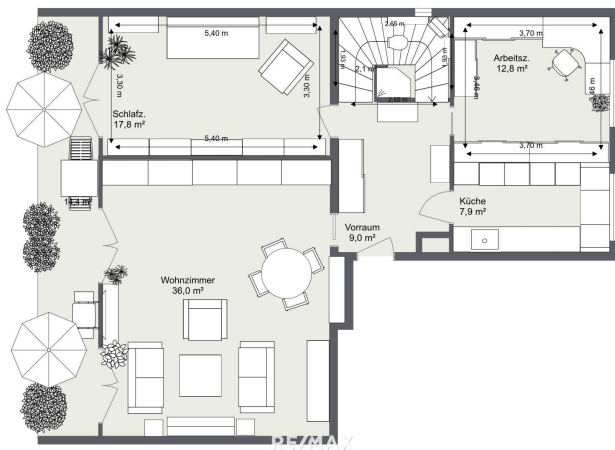 5,40 m
3,30 m
3,30 m
Schlafz.
17,8 m²
5,40 m
2,65 m
1,93 m
1,93 m
2,1 m²
2,65 m
3,70 m
Arbeitsz.
12,8 m²
3,46 m
3,46 m
3,70 m
Küche
7,9 m²
Vorraum
9,0 m²
Wohnzimmer
36,0 m²
RE/MAX